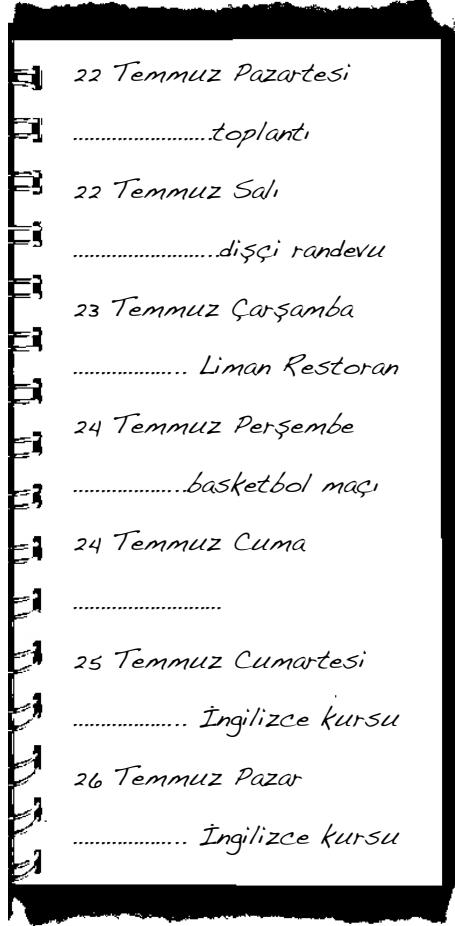 22 Temmuz Pazartesi
........................toplantı
22 Temmuz Salı
.........................dişçi randevu
23 Temmuz Çarşamba
.................... Liman Restoran
24 Temmuz Perşembe
....................basketbol maçı
24 Temmuz Cuma
..........................
25 Temmuz Cumartesi
.................... İngilizce kursu
26 Temmuz Pazar
.................... İngilizce kursu